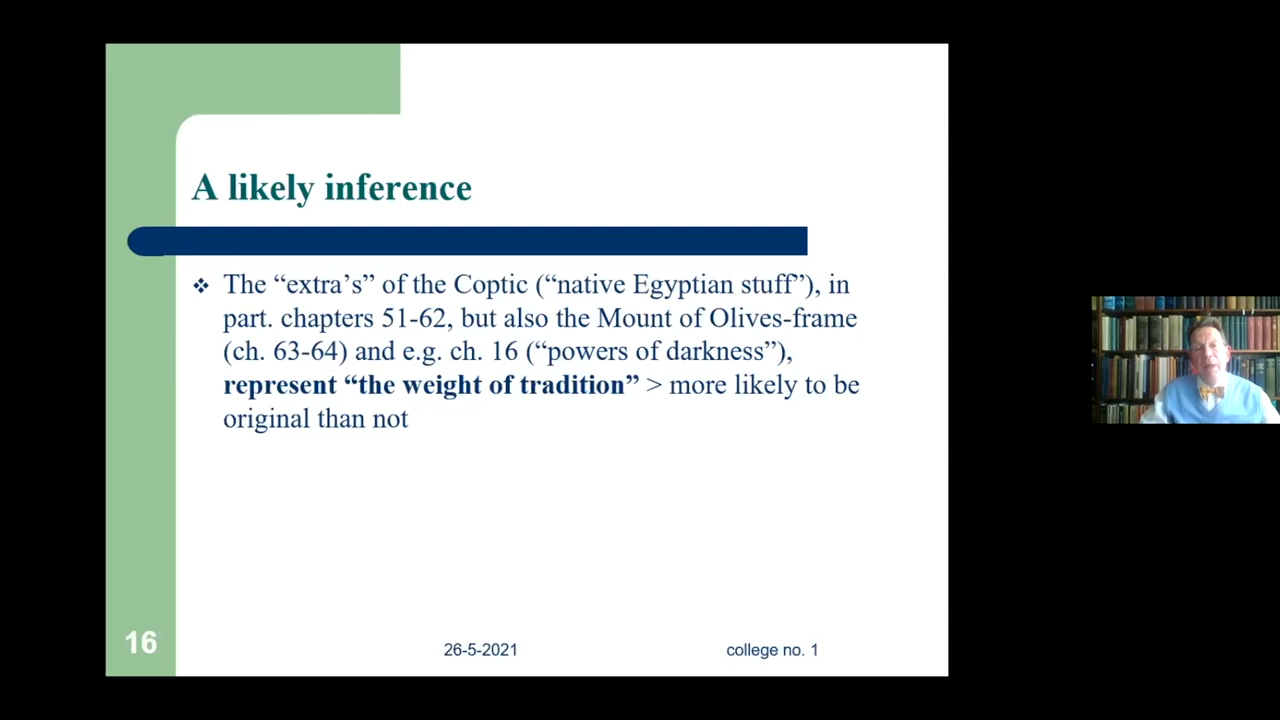 A likely inference
❖ The “extra’s” of the Coptic (“native Egyptian stuff”), in
part. chapters 51-62, but also the Mount of Olives-frame
(ch. 63-64) and e.g. ch. 16 (“powers of darkness”),
represent “the weight of tradition” > more likely to be
original than not
16
26-5-2021
college no. 1